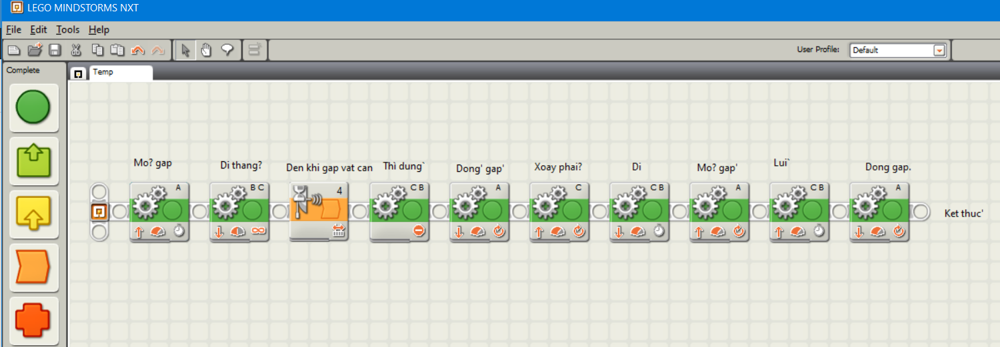 LEGO MINDSTORMS NXT
File Edit Tools Help
User Profile: Default
Complete
Temp
Mo? gap
Di thang?
Den khi gap vat can
Thì dung`
Dong' gap'
Xoay phai?
Di
Mo? gap'
Lui`
Dong gap.
A
B C
4
C B
A
C
C B
A
C B
A
Ket thuc'